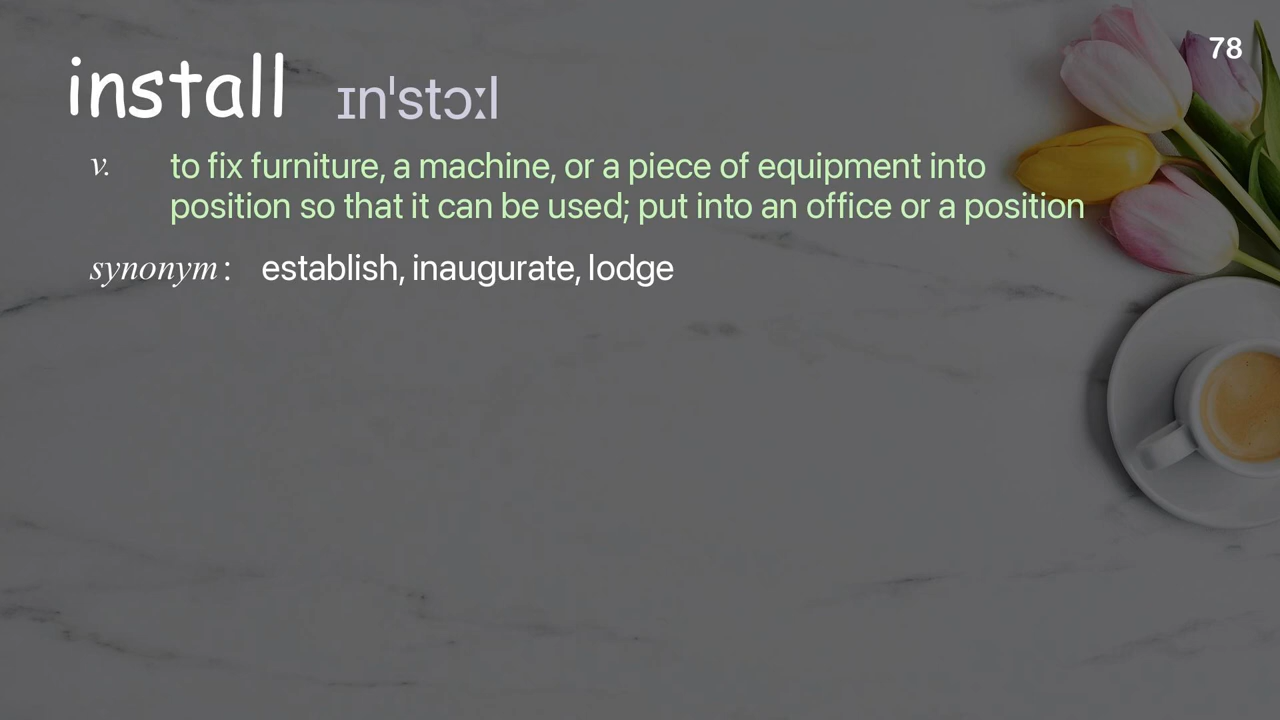 78
install ɪnˈstɔːl
v. to fix furniture, a machine, or a piece of equipment into
position so that it can be used; put into an office or a position
synonym : establish, inaugurate, lodge